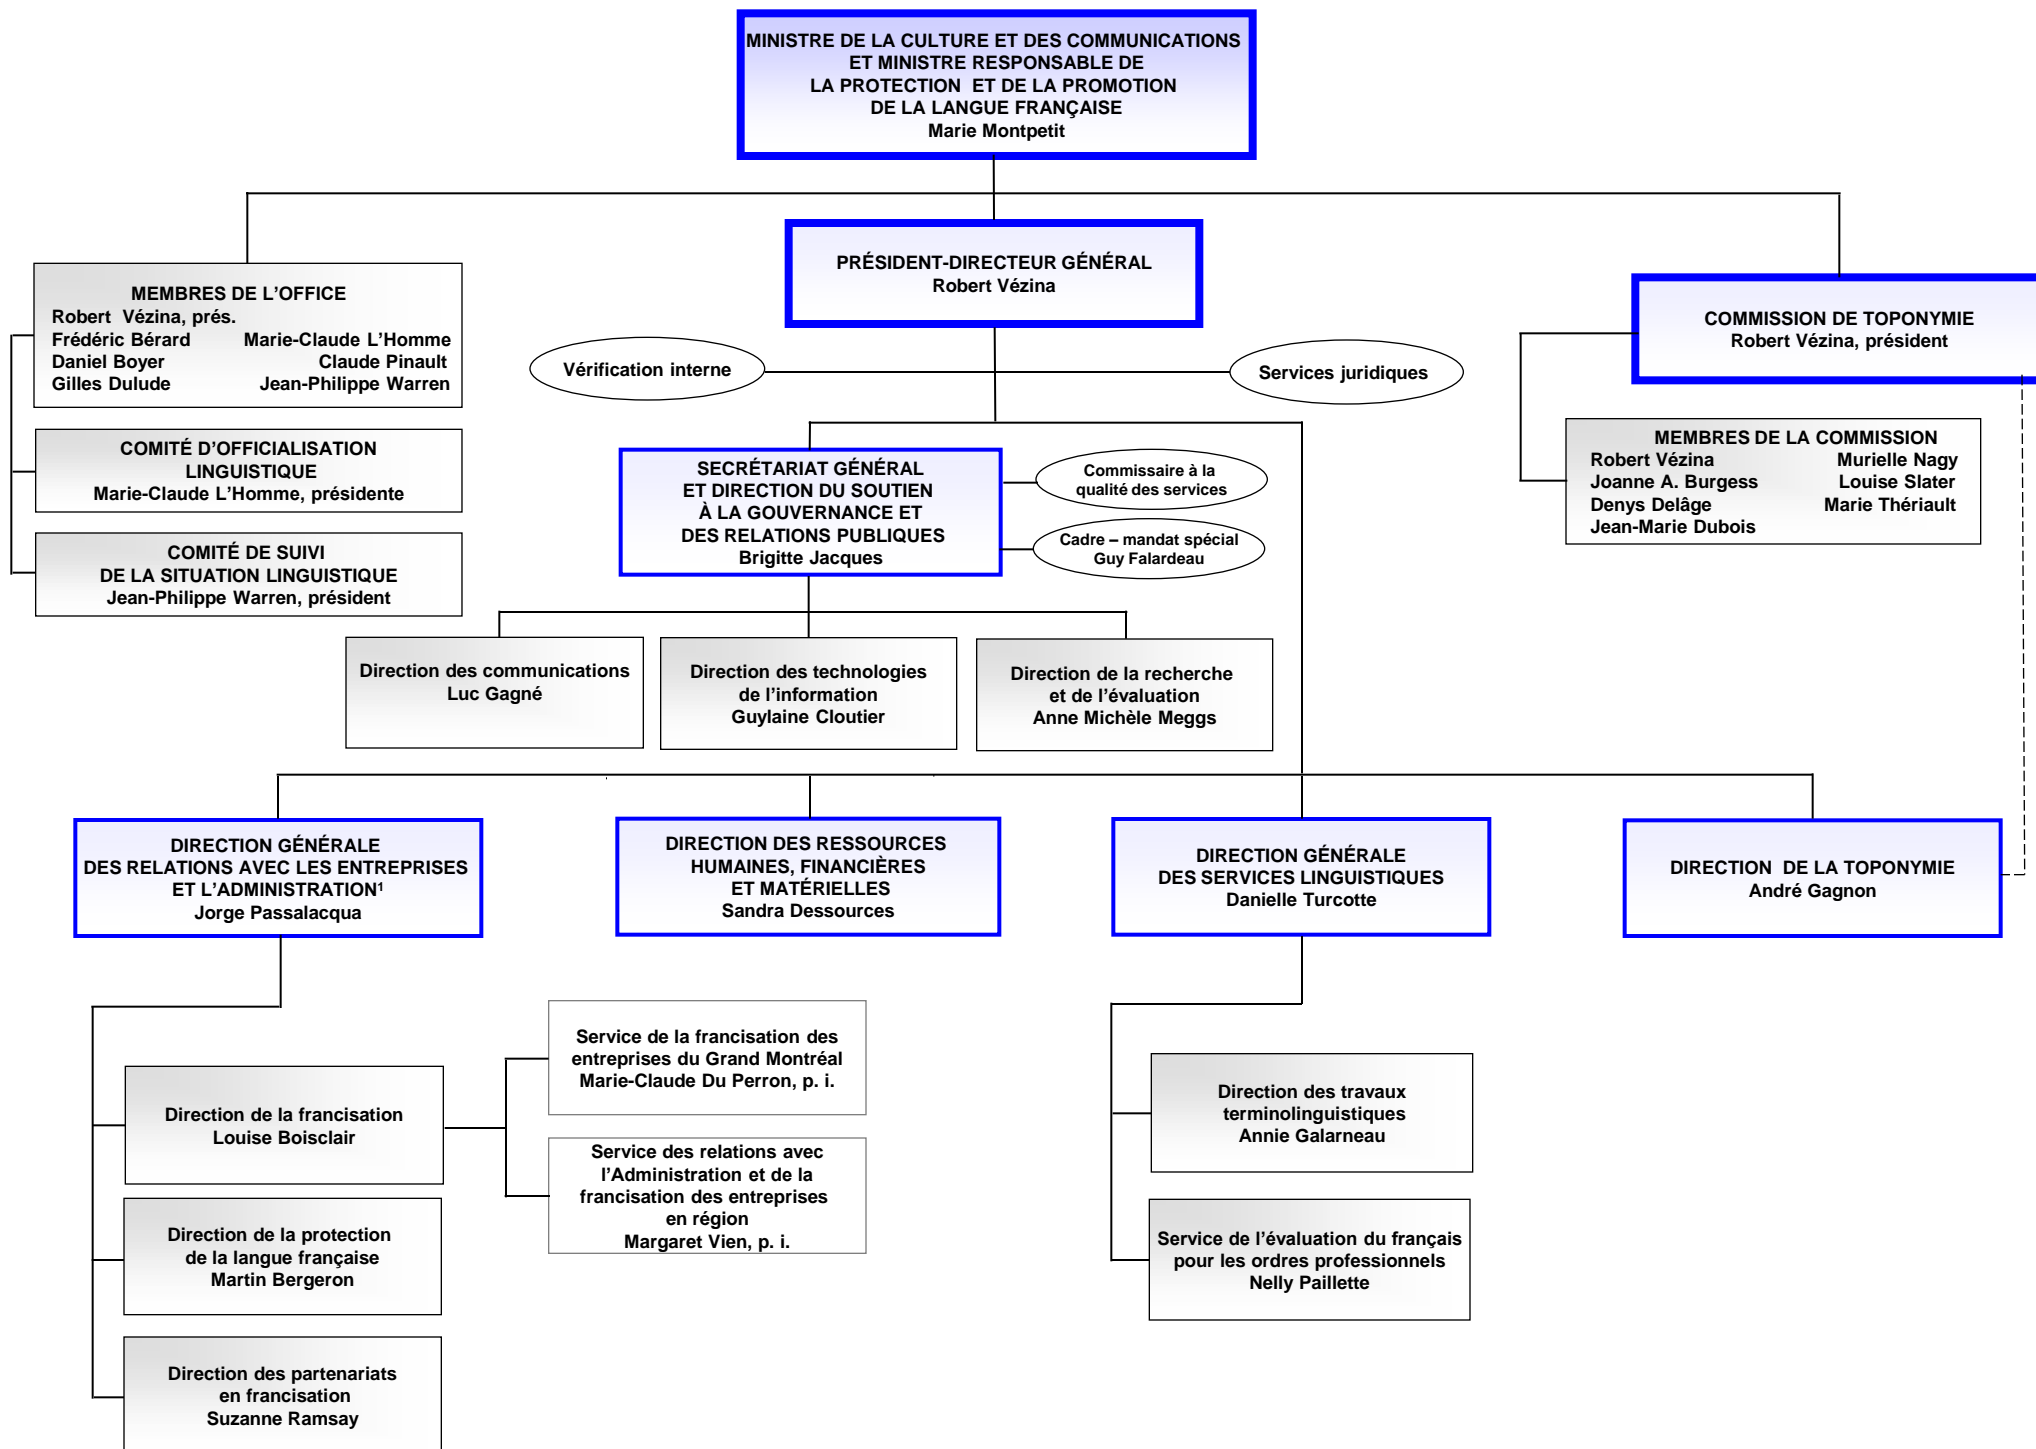 MINISTRE DE LA CULTURE ET DES COMMUNICATIONS
ET MINISTRE RESPONSABLE DE
LA PROTECTION ET DE LA PROMOTION
DE LA LANGUE FRANÇAISE
Marie Montpetit
PRÉSIDENT-DIRECTEUR GÉNÉRAL
Robert Vézina
MEMBRES DE L’OFFICE
Robert Vézina, prés.
Frédéric Bérard Marie-Claude L’Homme
Daniel Boyer Claude Pinault
Gilles Dulude Jean-Philippe Warren
COMITÉ D’OFFICIALISATION
LINGUISTIQUE
Marie-Claude L’Homme, présidente
COMITÉ DE SUIVI
DE LA SITUATION LINGUISTIQUE
Jean-Philippe Warren, président
Vérification interne
Services juridiques
COMMISSION DE TOPONYMIE
Robert Vézina, président
MEMBRES DE LA COMMISSION
Robert Vézina Murielle Nagy
Joanne A. Burgess Louise Slater
Denys Delâge Marie Thériault
Jean-Marie Dubois
SECRÉTARIAT GÉNÉRAL
ET DIRECTION DU SOUTIEN
À LA GOUVERNANCE ET
DES RELATIONS PUBLIQUES
Brigitte Jacques
Commissaire à la
qualité des services
Cadre – mandat spécial
Guy Falardeau
Direction des communications
Luc Gagné
Direction des technologies
de l’information
Guylaine Cloutier
Direction de la recherche
et de l’évaluation
Anne Michèle Meggs
DIRECTION GÉNÉRALE
DES RELATIONS AVEC LES ENTREPRISES
ET L’ADMINISTRATION¹
Jorge Passalacqua
DIRECTION DES RESSOURCES
HUMAINES, FINANCIÈRES
ET MATÉRIELLES
Sandra Dessources
DIRECTION GÉNÉRALE
DES SERVICES LINGUISTIQUES
Danielle Turcotte
DIRECTION DE LA TOPONYMIE
André Gagnon
Direction de la francisation
Louise Boisclair
Service de la francisation des
entreprises du Grand Montréal
Marie-Claude Du Perron, p. i.
Service des relations avec
l’Administration et de la
francisation des entreprises
en région
Margaret Vien, p. i.
Direction de la protection
de la langue française
Martin Bergeron
Direction des partenariats
en francisation
Suzanne Ramsay
Direction des travaux
terminolinguistiques
Annie Galarneau
Service de l’évaluation du français
pour les ordres professionnels
Nelly Paillette